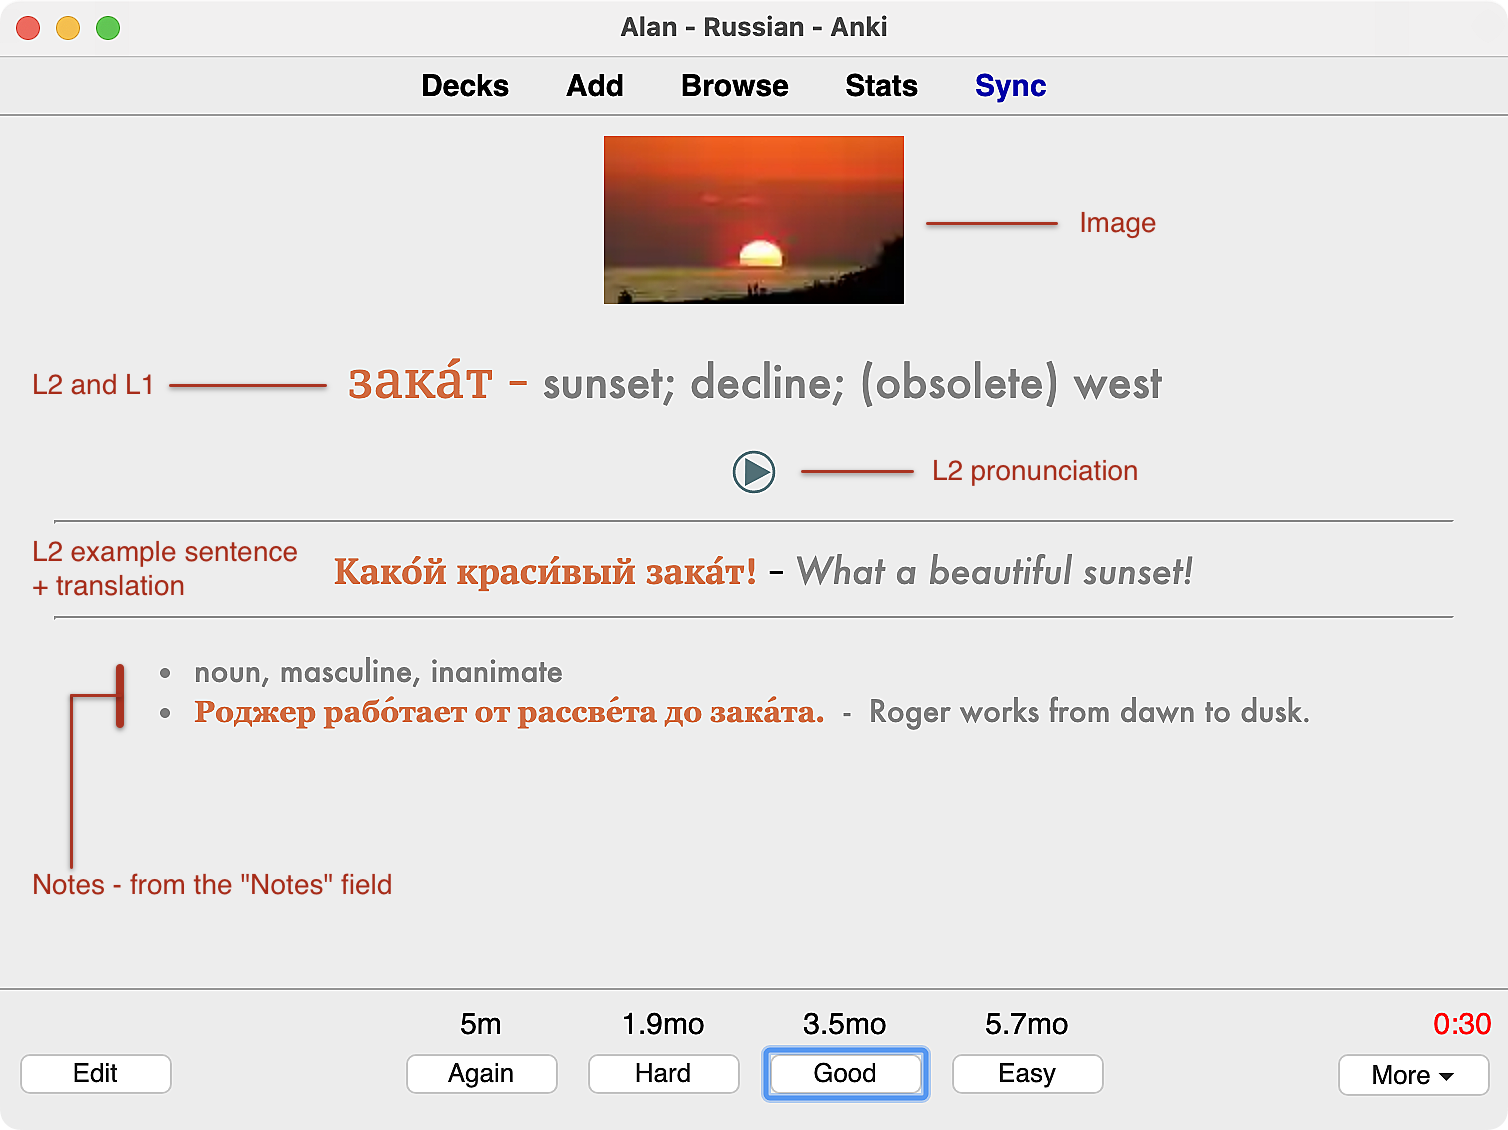 Alan - Russian - Anki
Decks Add Browse Stats Sync
Image
L2 and L1
зака́т – sunset; decline; (obsolete) west
L2 pronunciation
L2 example sentence
+ translation
Како́й краси́вый зака́т! – What a beautiful sunset!
• noun, masculine, inanimate
• Роджер рабо́тает от рассве́та до зака́та. - Roger works from dawn to dusk.
Notes - from the "Notes" field
5m 1.9mo 3.5mo 5.7mo 0:30
Edit Again Hard Good Easy More